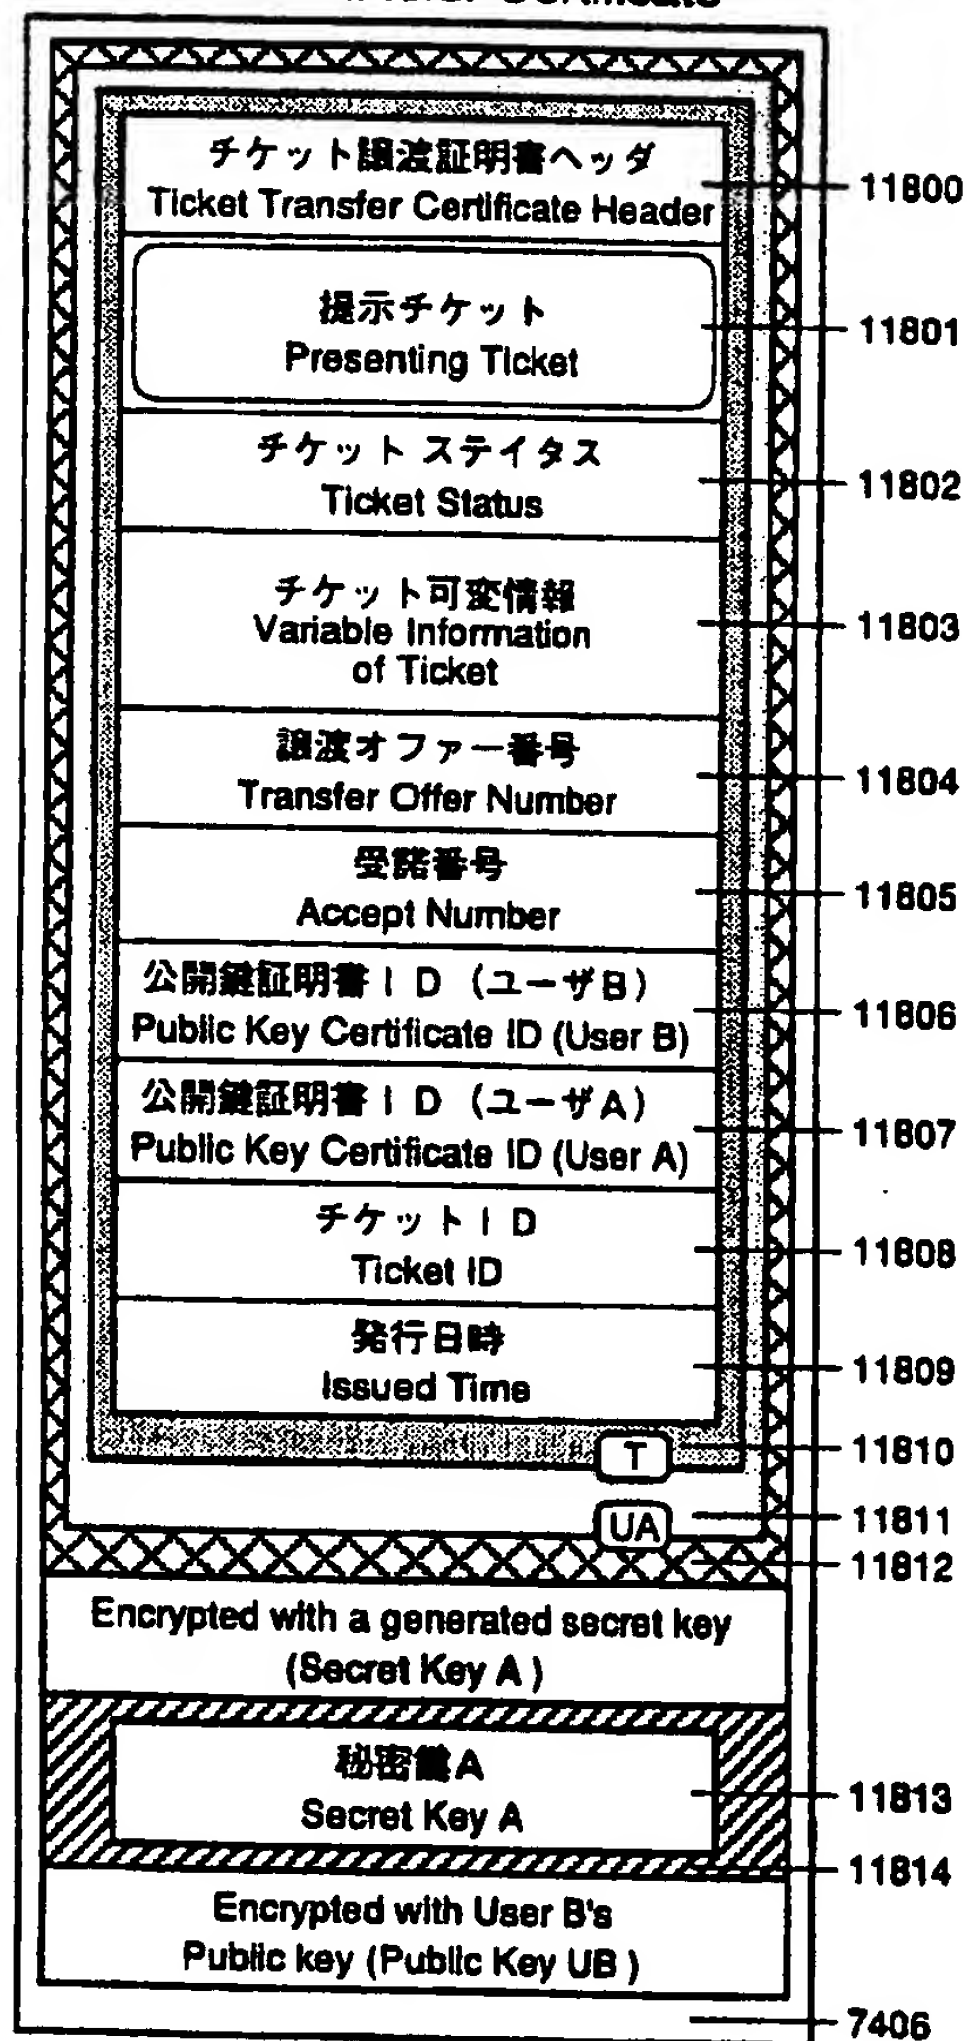 Certificate
チケット譲渡証明書ヘッダ
Ticket Transfer Certificate Header
11800
提示チケット
Presenting Ticket
11801
チケット ステイタス
Ticket Status
11802
チケット可変情報
Variable Information
of Ticket
11803
譲渡オファー番号
Transfer Offer Number
11804
受諾番号
Accept Number
11805
公開鍵証明書ID (ユーザB)
Public Key Certificate ID (User B)
11806
公開鍵証明書ID (ユーザA)
Public Key Certificate ID (User A)
11807
チケットID
Ticket ID
11808
発行日時
Issued Time
11809
T
11810
UA
11811
11812
Encrypted with a generated secret key
(Secret Key A )
秘密鍵A
Secret Key A
11813
11814
Encrypted with User B's
Public key (Public Key UB )
7406